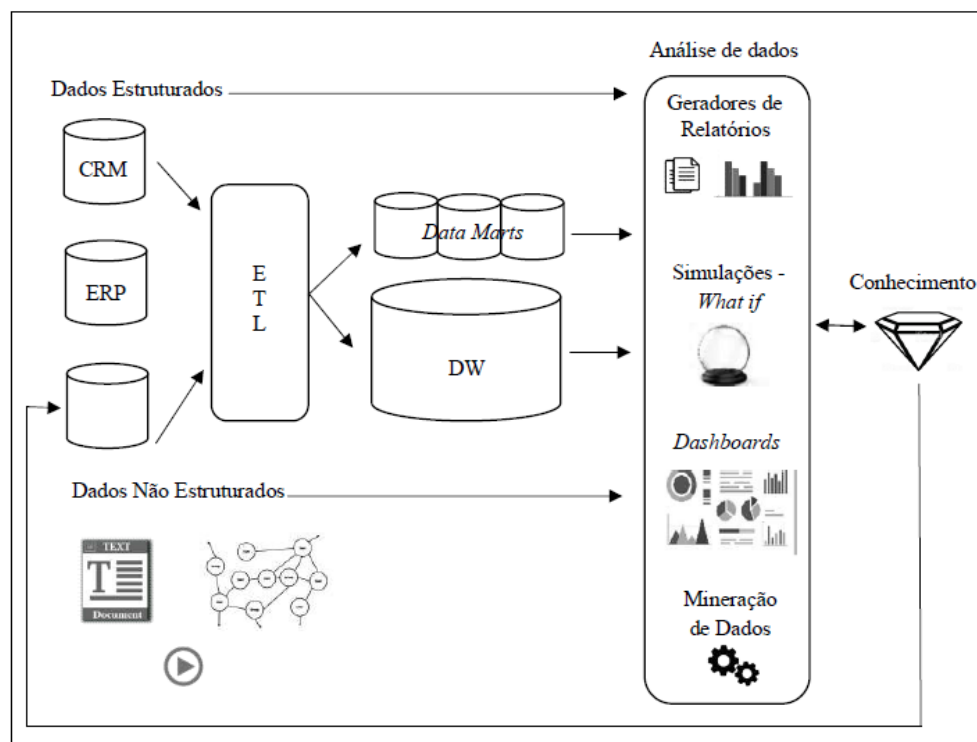 Análise de dados
Dados Estruturados
Geradores de
Relatórios
CRM
Data Marts
ERP
E
T
L
Simulações -
What if
Conhecimento
DW
Dashboards
Dados Não Estruturados
TEXT
T
Document
Mineração
de Dados